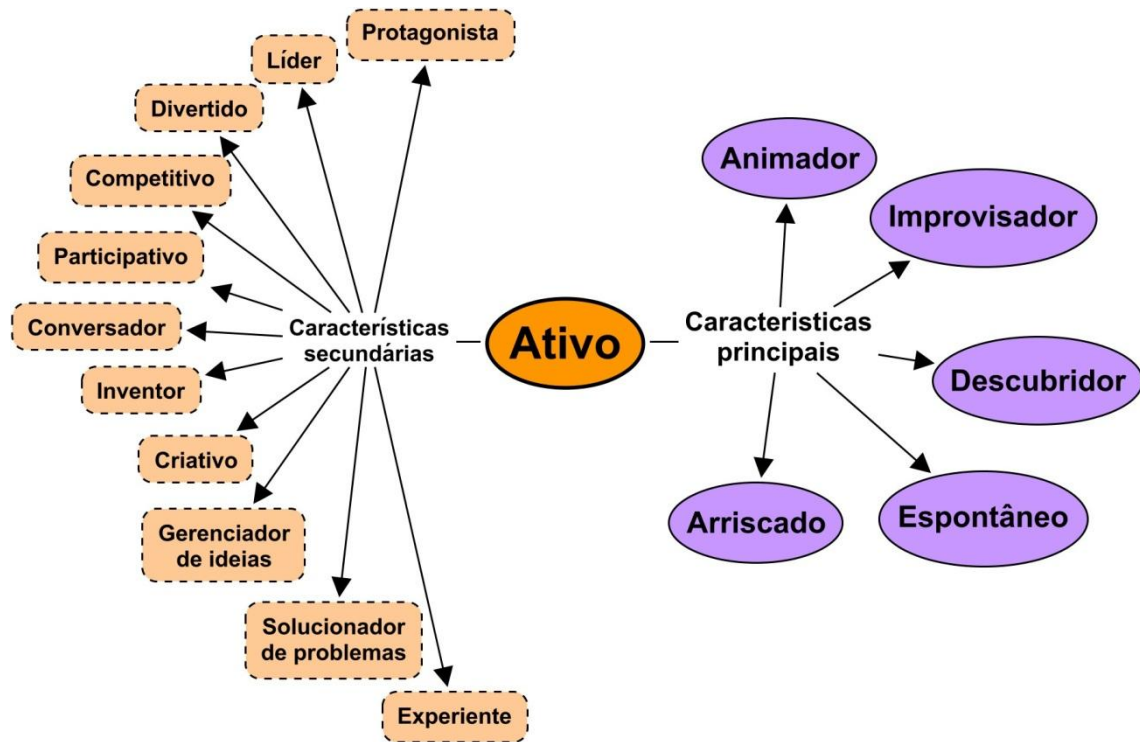 Protagonista
Líder
Divertido
Competitivo
Participativo
Conversador
Inventor
Criativo
Gerenciador
de ideias
Solucionador
de problemas
Experiente
Característícas
secundárias
Ativo
Caracteristicas
principais
Animador
Improvisador
Descubridor
Espontâneo
Arriscado